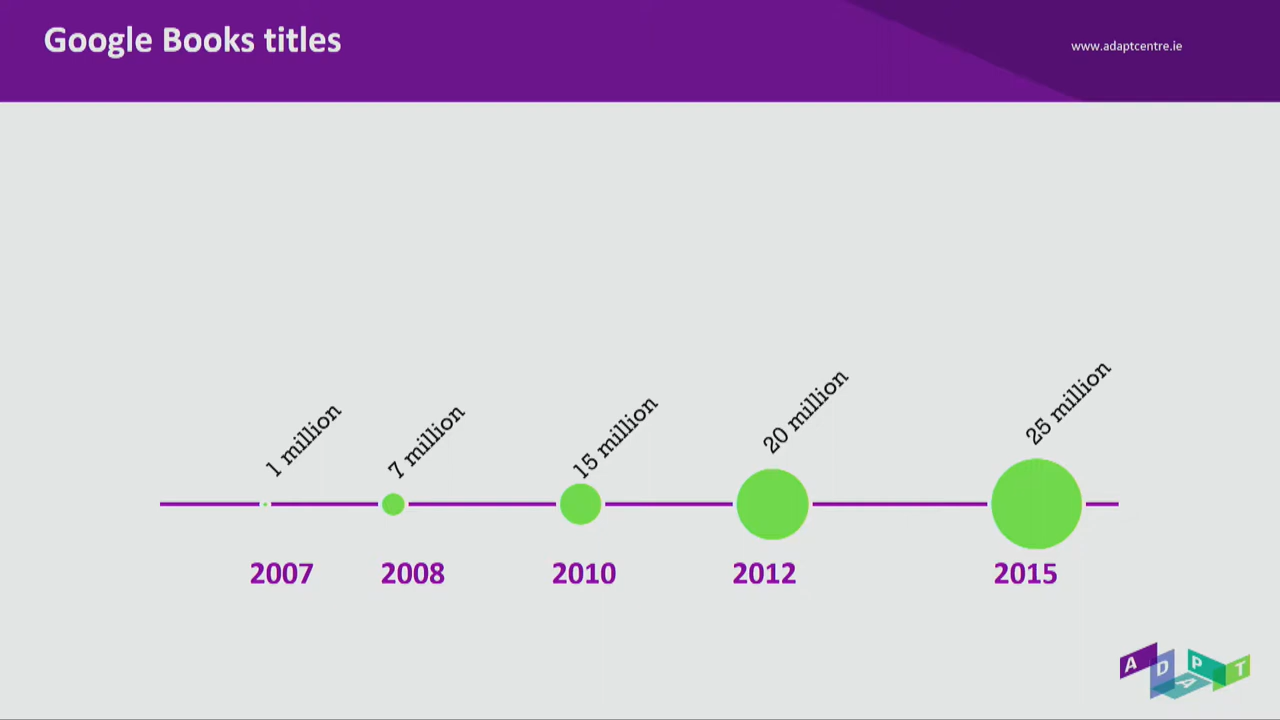 Google Books titles
www.adaptcentre.ie
1 million
7 million
15 million
20 million
25 million
2007
2008
2010
2012
2015
ADAPT